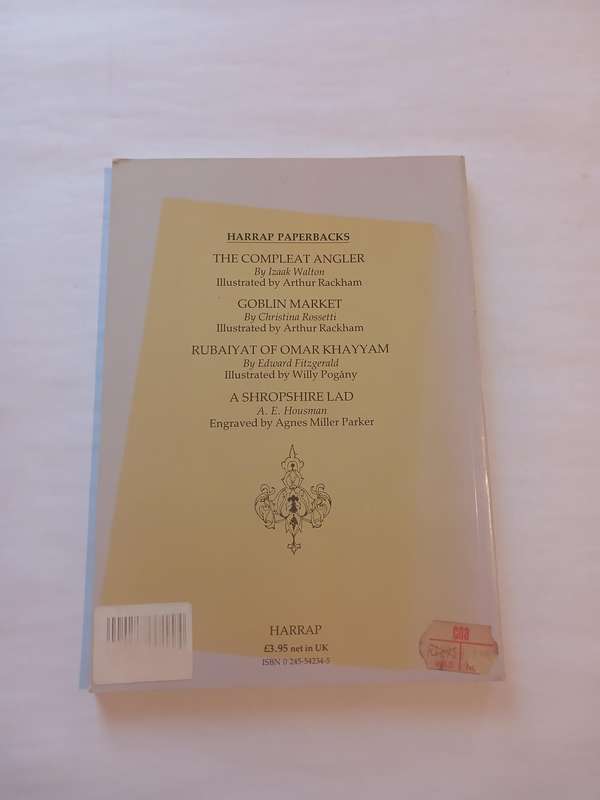 HARRAP PAPERBACKS
THE COMPLEAT ANGLER
By Izaak Walton
Illustrated by Arthur Rackham
GOBLIN MARKET
By Christina Rossetti
Illustrated by Arthur Rackham
RUBAIYAT OF OMAR KHAYYAM
By Edward Fitzgerald
Illustrated by Willy Pogány
A SHROPSHIRE LAD
A. E. Housman
Engraved by Agnes Miller Parker
HARRAP
£3.95 net in UK
ISBN 0 245-54234-5
cna